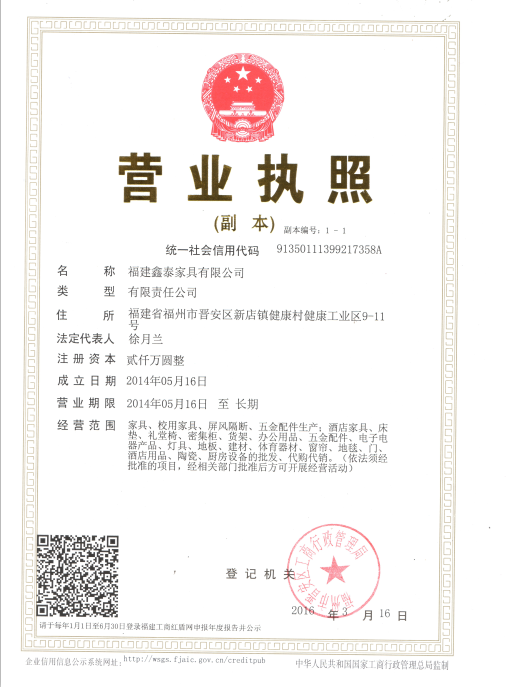 营业执照
(副 本) 副本编号: 1 - 1
统一社会信用代码 91350111399217358A
名 称 福建鑫泰家具有限公司
类 型 有限责任公司
住 所 福建省福州市晋安区新店镇健康村健康工业区9-11
号
法定代表人 徐月兰
注册资本 贰仟万圆整
成立日期 2014年05月16日
营业期限 2014年05月16日 至 长期
经营范围 家具、校用家具、屏风隔断、五金配件生产；酒店家具、床
垫、礼堂椅、密集柜、货架、办公用品、五金配件、电子电
器产品、灯具、地板、建材、体育器材、窗帘、地毯、门、
酒店用品、陶瓷、厨房设备的批发、代购代销。（依法须经
批准的项目，经相关部门批准后方可开展经营活动）
福州市晋安区工商行政管理局
登记机关
2016 年 3 月 16 日
请于每年1月1日至6月30日登录福建工商红盾网申报年度报告并公示
企业信用信息公示系统网址: http://wsgs.fjaic.gov.cn/creditpub
中华人民共和国国家工商行政管理总局监制